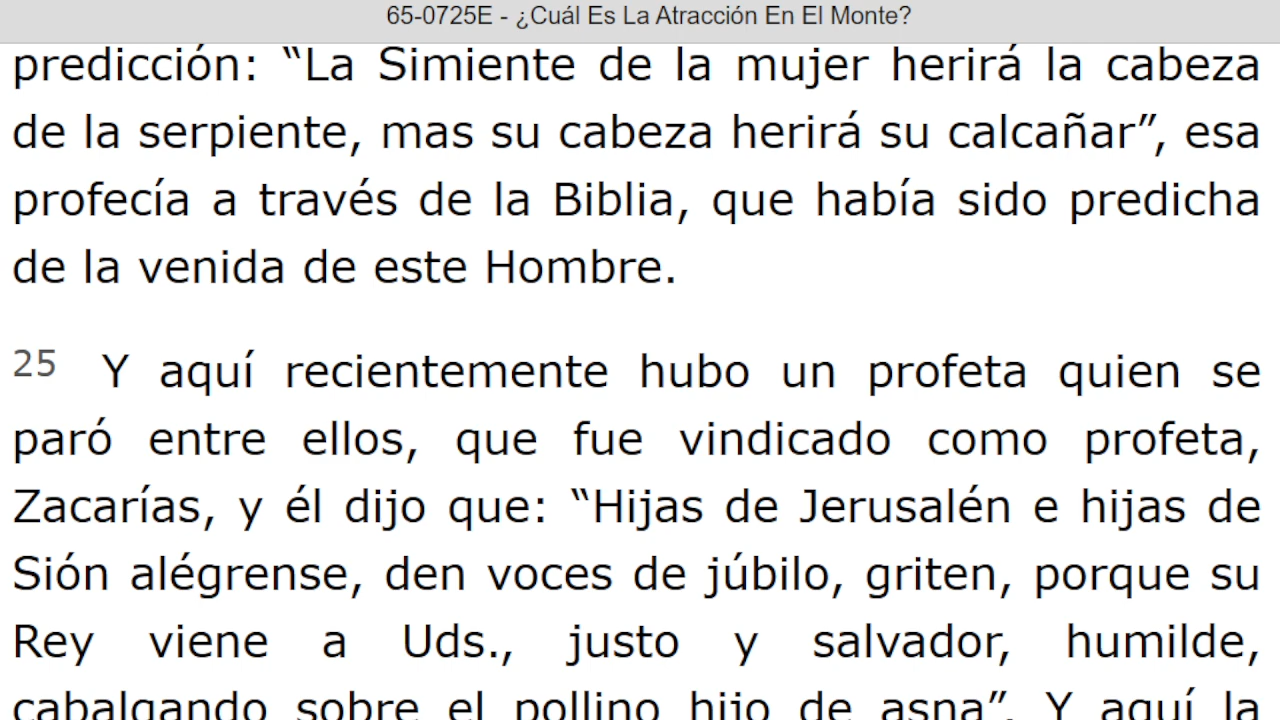 65-0725E - ¿Cuál Es La Atracción En El Monte?
predicción: “La Simiente de la mujer herirá la cabeza
de la serpiente, mas su cabeza herirá su calcañar”, esa
profecía a través de la Biblia, que había sido predicha
de la venida de este Hombre.
25 Y aquí recientemente hubo un profeta quien se
paró entre ellos, que fue vindicado como profeta,
Zacarías, y él dijo que: “Hijas de Jerusalén e hijas de
Sión alégrense, den voces de júbilo, griten, porque su
Rey viene a Uds., justo y salvador, humilde,
cabalgando sobre el pollino hijo de asna”. Y aquí la